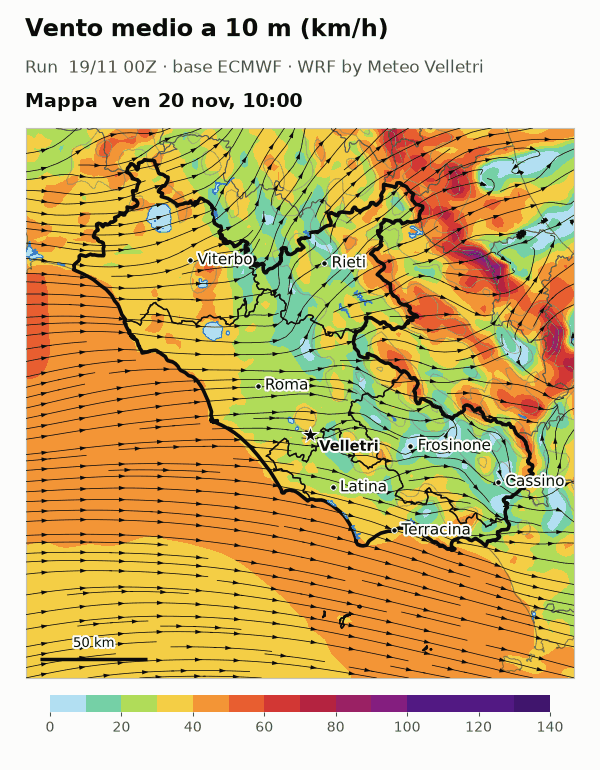 Vento medio a 10 m (km/h)
Run  19/11 00Z · base ECMWF · WRF by Meteo Velletri
Mappa  ven 20 nov, 10:00
Viterbo
Rieti
Roma
Velletri
Frosinone
Cassino
Latina
Terracina
50 km
0 20 40 60 80 100 120 140